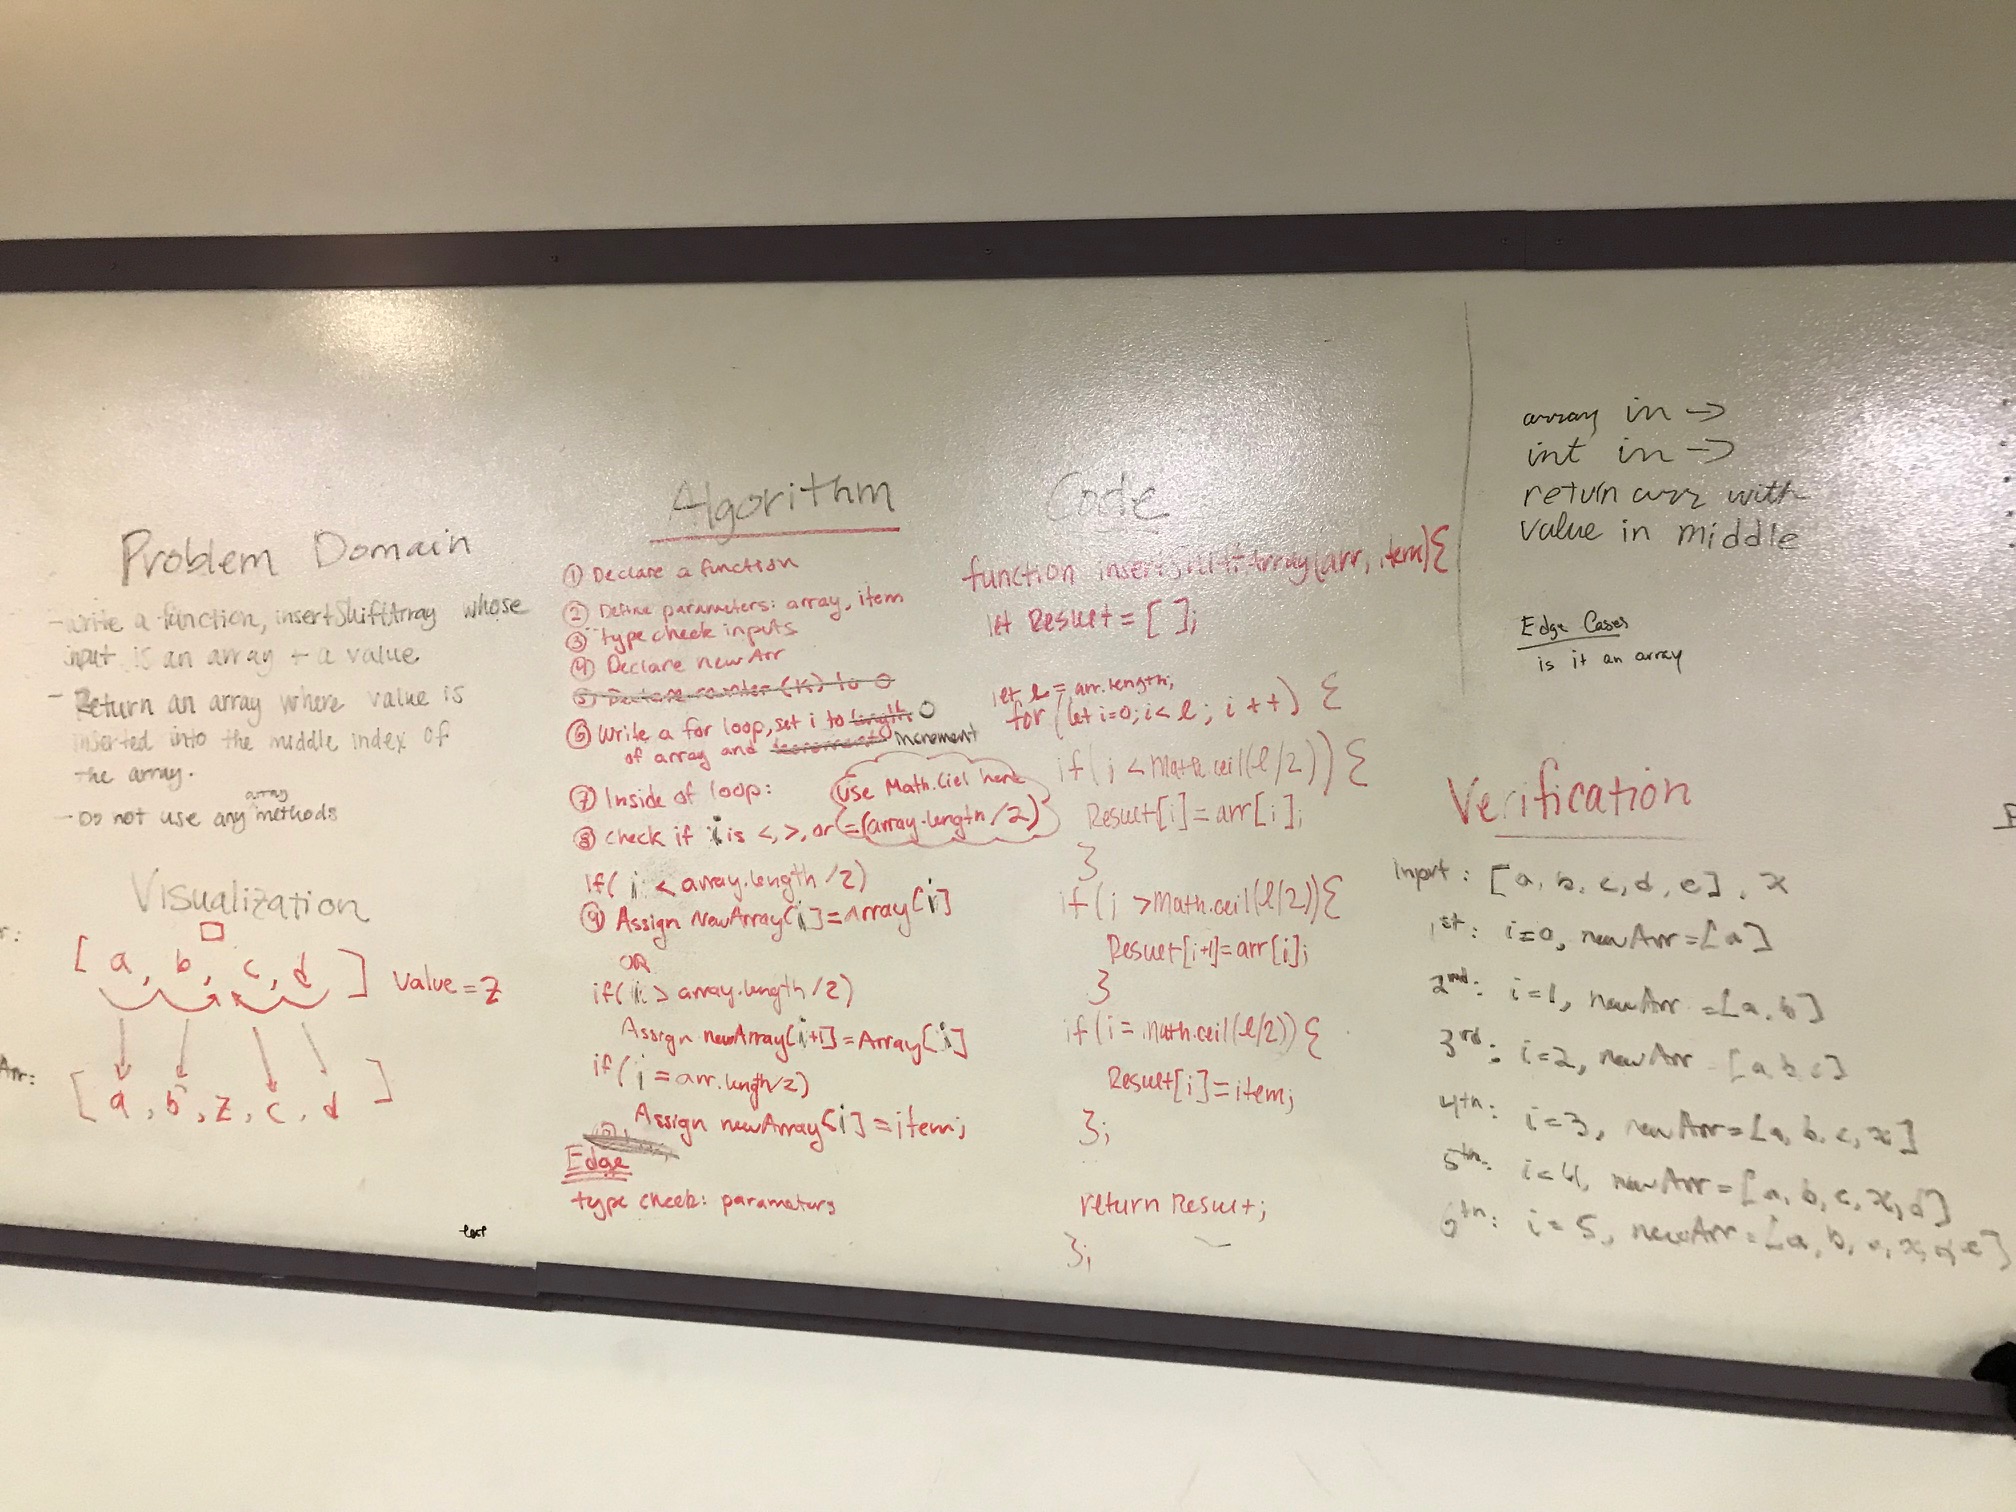 Problem Domain
- write a function, insertShiftArray whose
input is an array + a value.
- Return an array where value is
inserted into the middle index of
the array.
- Do not use any array methods
Visualization
r:
[ a, b, c, d ] value = z
Arr:
[ a, b, z, c, d ]
Algorithm
① Declare a function
② Define parameters: array, item
③ type check inputs
④ Declare newArr
⑤ Declare counter (K) to 0
⑥ Write a for loop, set i to length 0
of array and decrement increment
⑦ Inside of loop:
Use Math.Ciel here
⑧ check if i is <, >, or =(array.length/2)
if( i < array.length/2)
⑨ Assign NewArray[i]=Array[i]
OR
if(i > array.length/2)
Assign newArray[i+1]=Array[i]
if(i = arr.length/2)
Assign newArray[i]=item;
Edge
type check: parameters
Code
function insertShiftArray(arr, item){
let Result = [ ];
let l = arr.length;
for (let i=0; i< l ; i ++) {
if(i < Math.ceil(l/2)) {
Result[i]=arr[i];
}
if(i >Math.ceil(l/2)){
Result[i+1]=arr[i];
}
if(i = math.ceil(l/2)) {
Result[i]=item;
};
return Result;
};
array in →
int in →
return arr with
value in middle
Edge Cases
is it an array
Verification
input: [a, b, c, d, e], x
1st: i=0, newArr=[a]
2nd: i=1, newArr =[a, b]
3rd: i=2, newArr [a b c]
4th: i=3, newArr=[a, b, c, x]
5th: i=4, newArr=[a, b, c, x, d]
6th: i=5, newArr=[a, b, c, x, d e]